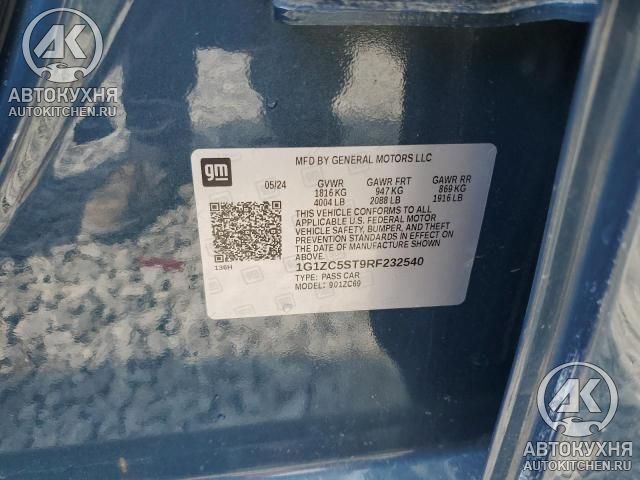 АК
АВТОКУХНЯ
AUTOKITCHEN.RU
gm
MFD BY GENERAL MOTORS LLC
05/24 GVWR GAWR FRT GAWR RR
1816 KG 947 KG 869 KG
4004 LB 2088 LB 1916 LB
THIS VEHICLE CONFORMS TO ALL
APPLICABLE U.S. FEDERAL MOTOR
VEHICLE SAFETY, BUMPER, AND THEFT
PREVENTION STANDARDS IN EFFECT ON
THE DATE OF MANUFACTURE SHOWN
ABOVE.
136H
1G1ZC5ST9RF232540
TYPE: PASS CAR
MODEL: 901ZC69
АК
АВТОКУХНЯ
AUTOKITCHEN.RU